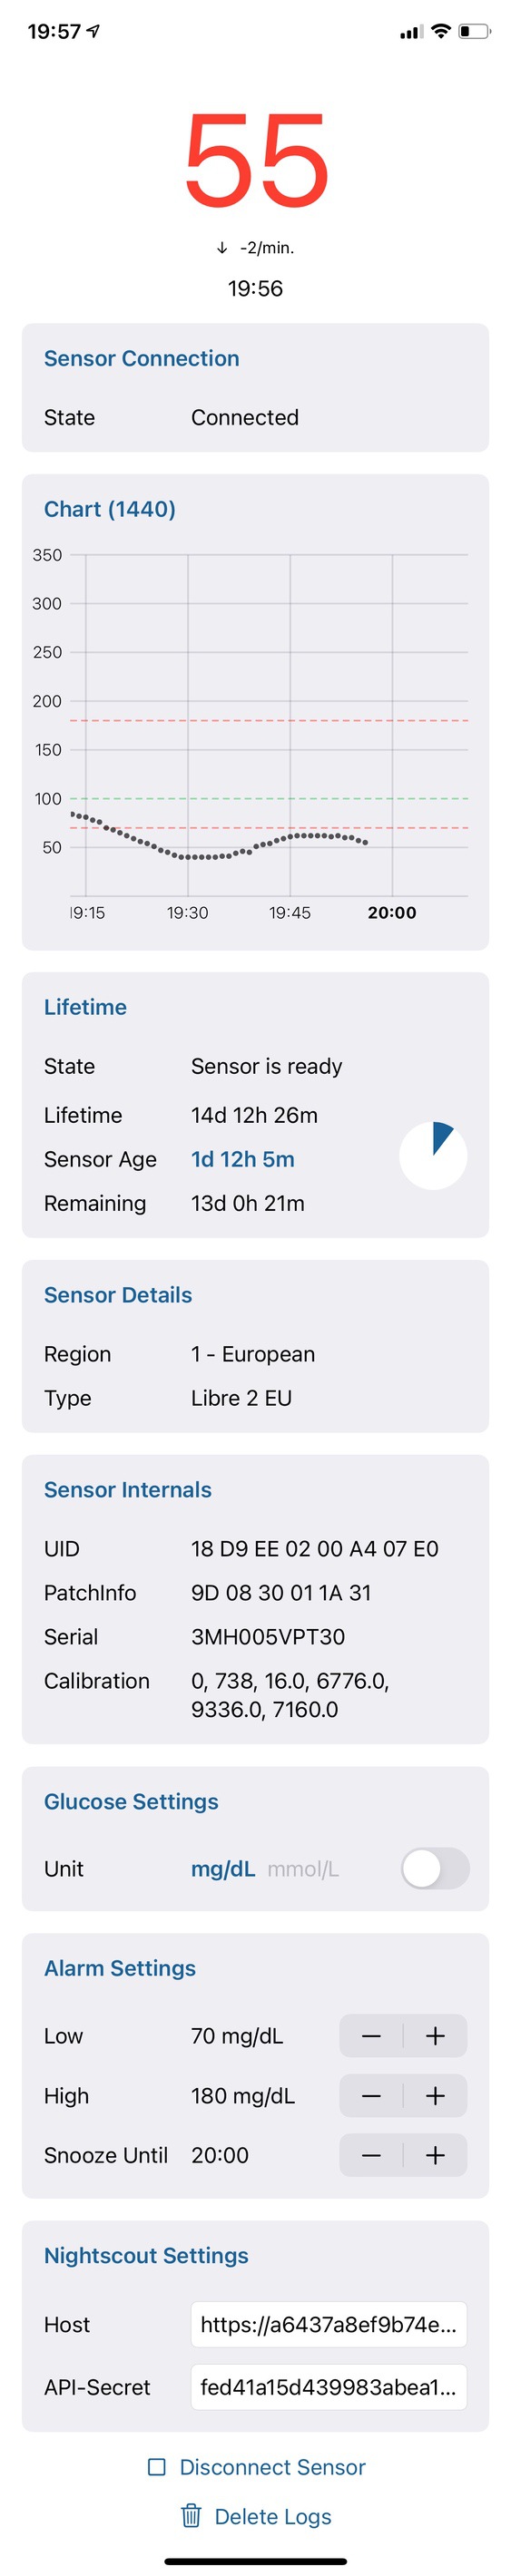 19:57
55
↓ -2/min.
19:56
Sensor Connection
State Connected
Chart (1440)
350
300
250
200
150
100
50
19:15 19:30 19:45 20:00
Lifetime
State Sensor is ready
Lifetime 14d 12h 26m
Sensor Age 1d 12h 5m
Remaining 13d 0h 21m
Sensor Details
Region 1 - European
Type Libre 2 EU
Sensor Internals
UID 18 D9 EE 02 00 A4 07 E0
PatchInfo 9D 08 30 01 1A 31
Serial 3MH005VPT30
Calibration 0, 738, 16.0, 6776.0,
9336.0, 7160.0
Glucose Settings
Unit mg/dL mmol/L
Alarm Settings
Low 70 mg/dL − +
High 180 mg/dL − +
Snooze Until 20:00 − +
Nightscout Settings
Host https://a6437a8ef9b74e...
API-Secret fed41a15d439983abea1...
Disconnect Sensor
Delete Logs